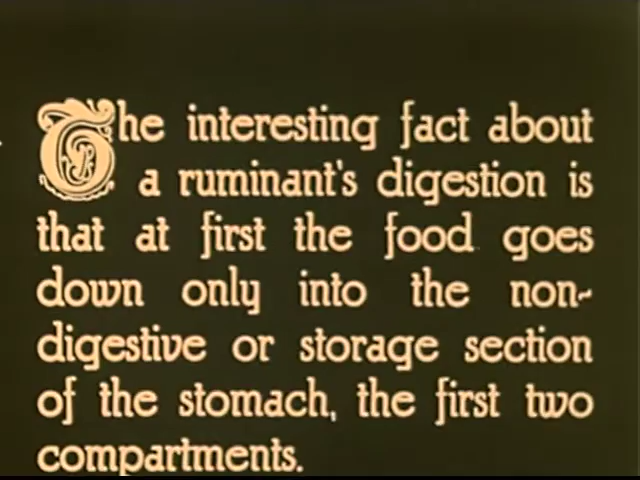 The interesting fact about
a ruminant's digestion is
that at first the food goes
down only into the non-
digestive or storage section
of the stomach, the first two
compartments.